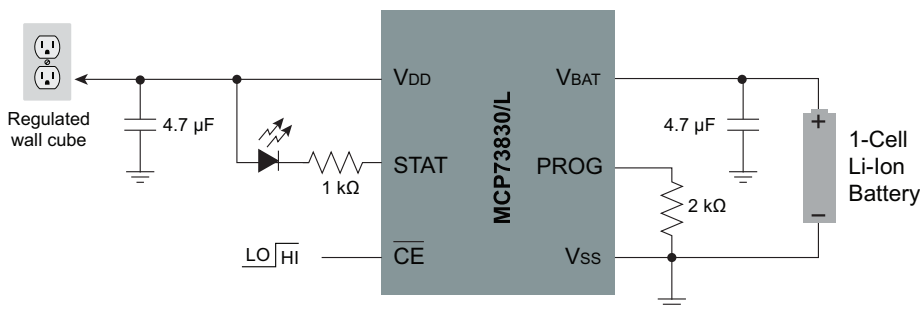 Regulated
wall cube
4.7 µF
1 kΩ
LO HI
VDD
STAT
CE
MCP73830/L
VBAT
PROG
VSS
4.7 µF
2 kΩ
+
–
1-Cell
Li-Ion
Battery